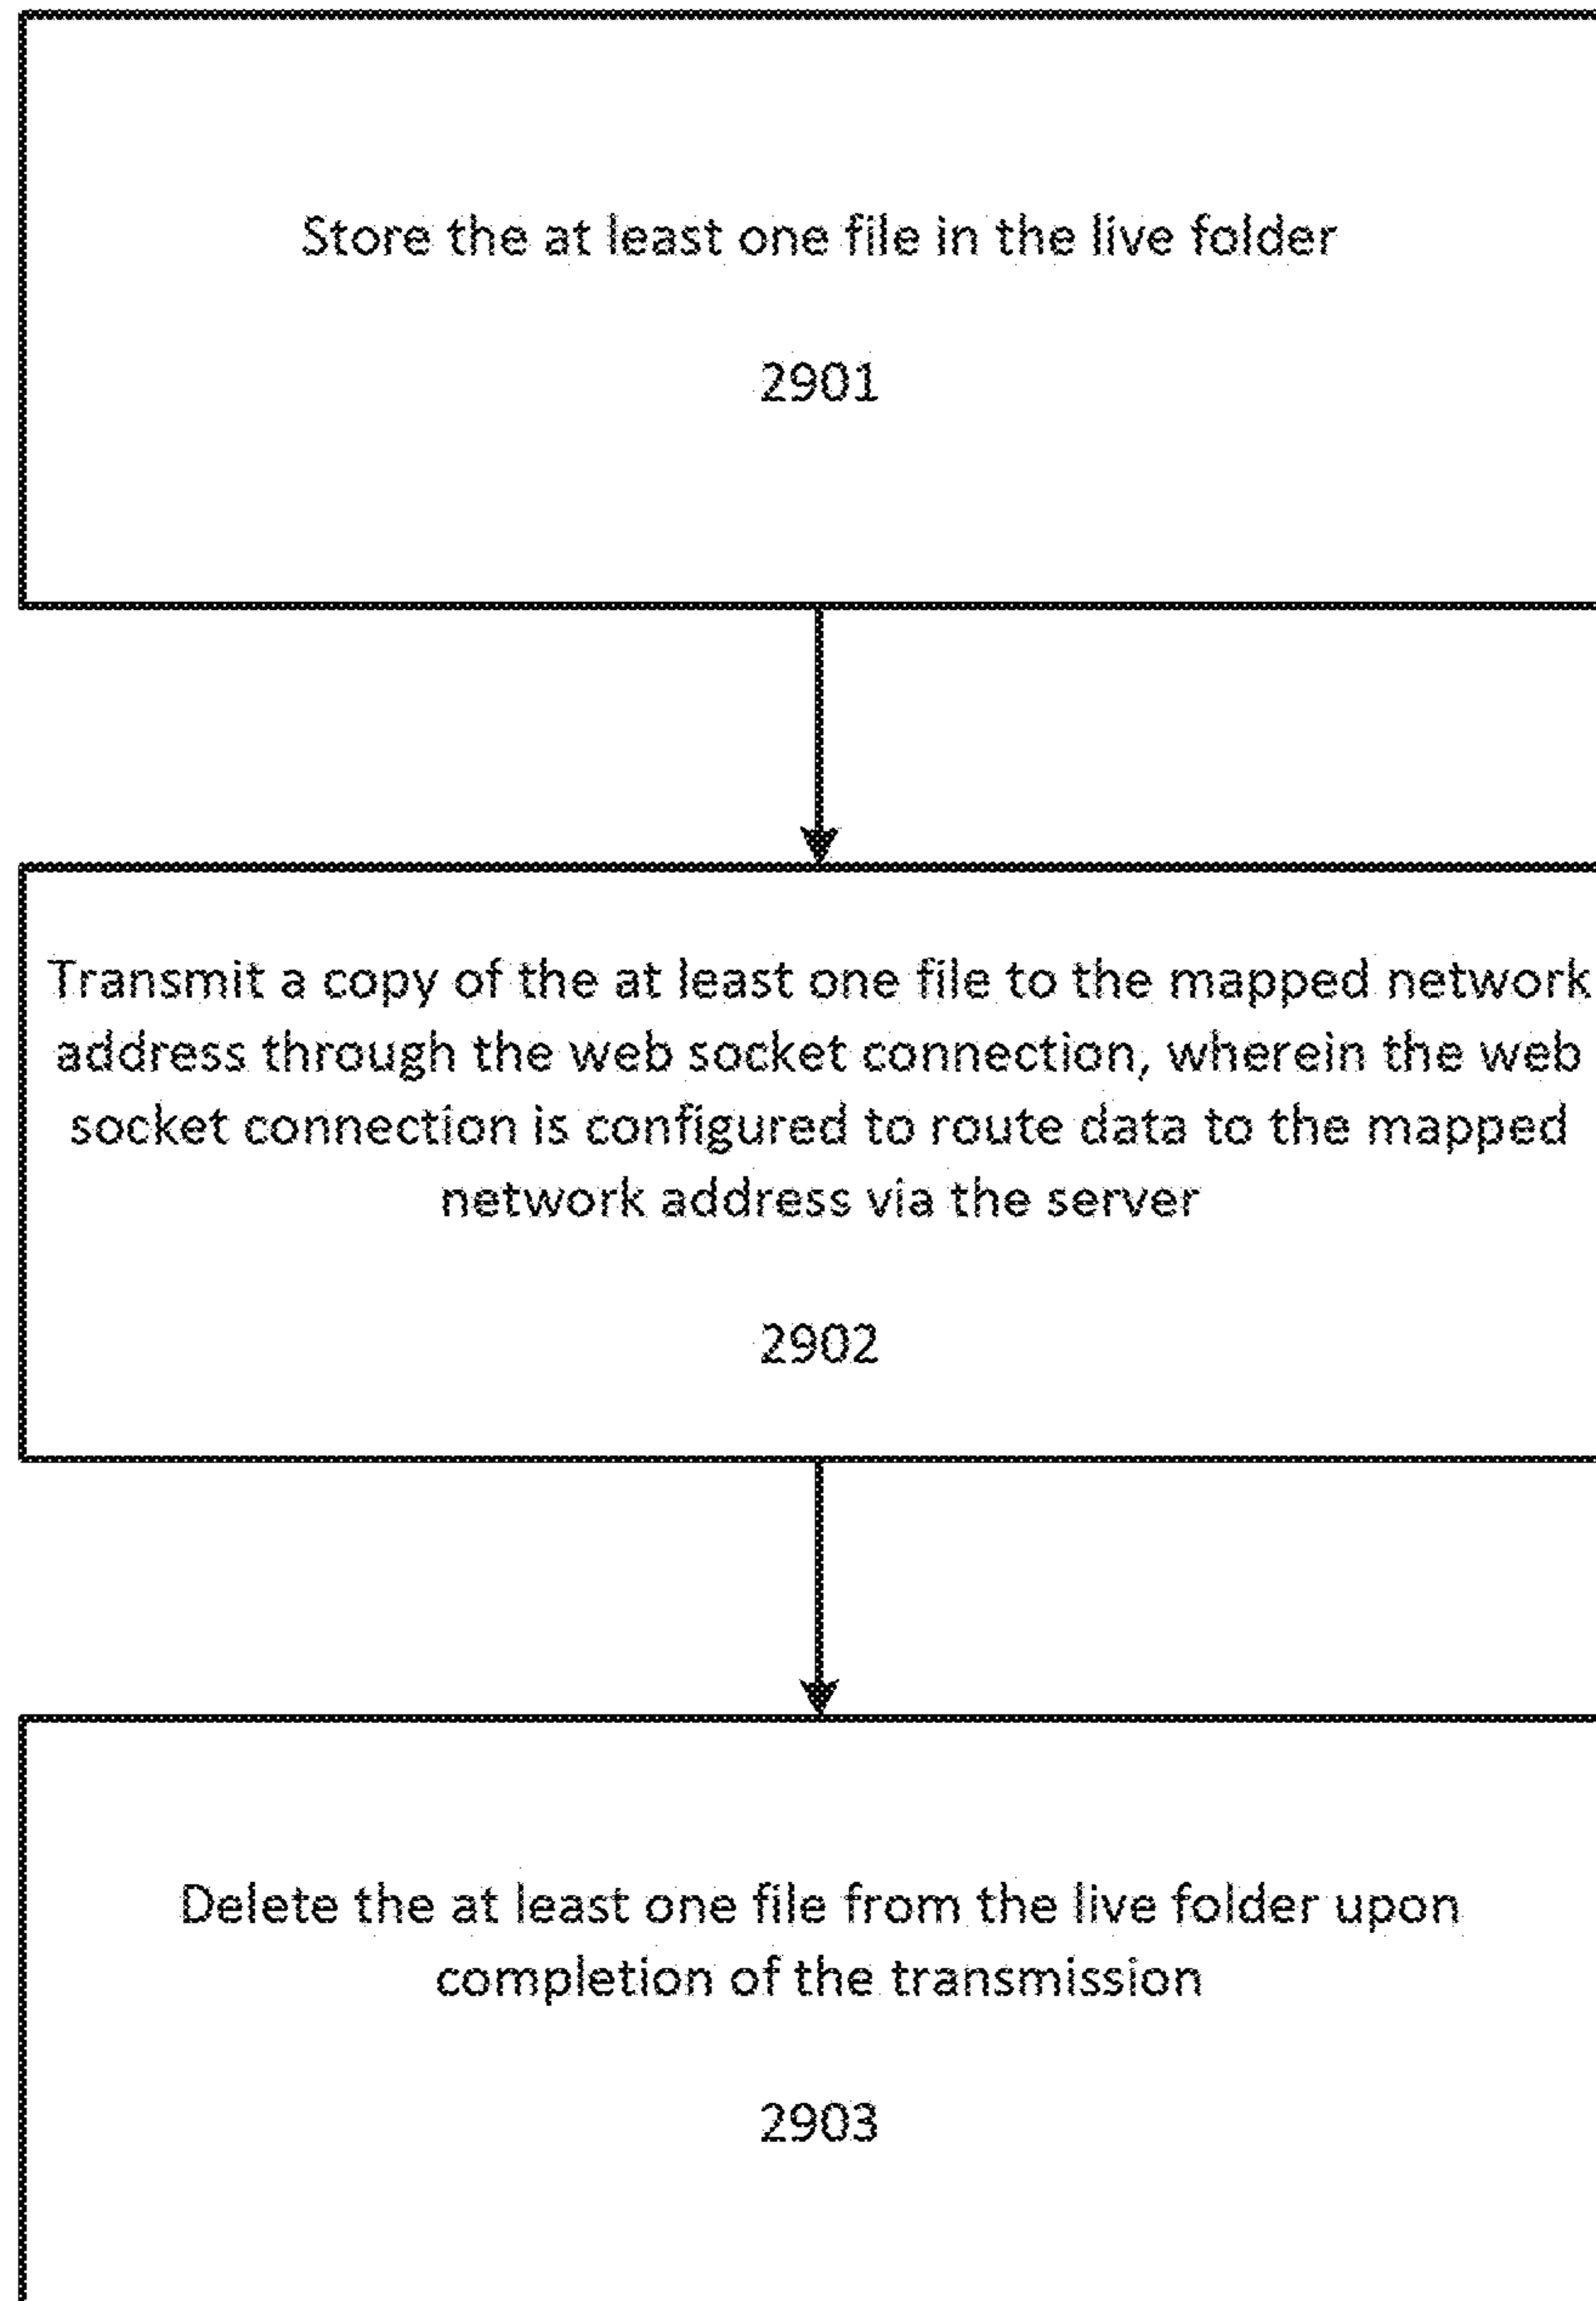 Store the at least one file in the live folder
2901
Transmit a copy of the at least one file to the mapped network
address through the web socket connection, wherein the web
socket connection is configured to route data to the mapped
network address via the server
2902
Delete the at least one file from the live folder upon
completion of the transmission
2903